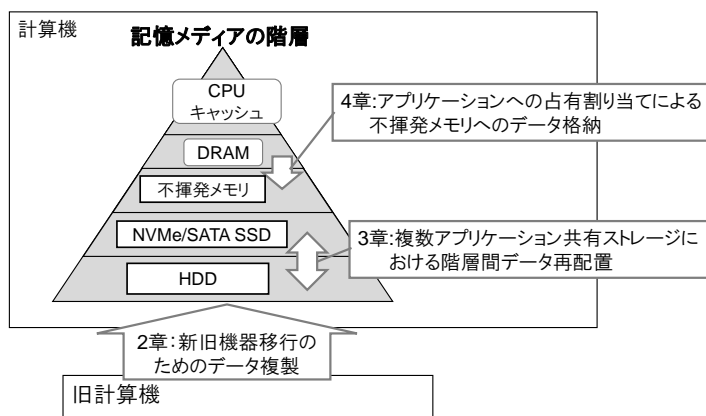 計算機
記憶メディアの階層
CPU
キャッシュ
DRAM
不揮発メモリ
NVMe/SATA SSD
HDD
4章:アプリケーションへの占有割り当てによる
不揮発メモリへのデータ格納
3章:複数アプリケーション共有ストレージに
おける階層間データ再配置
2章:新旧機器移行の
ためのデータ複製
旧計算機